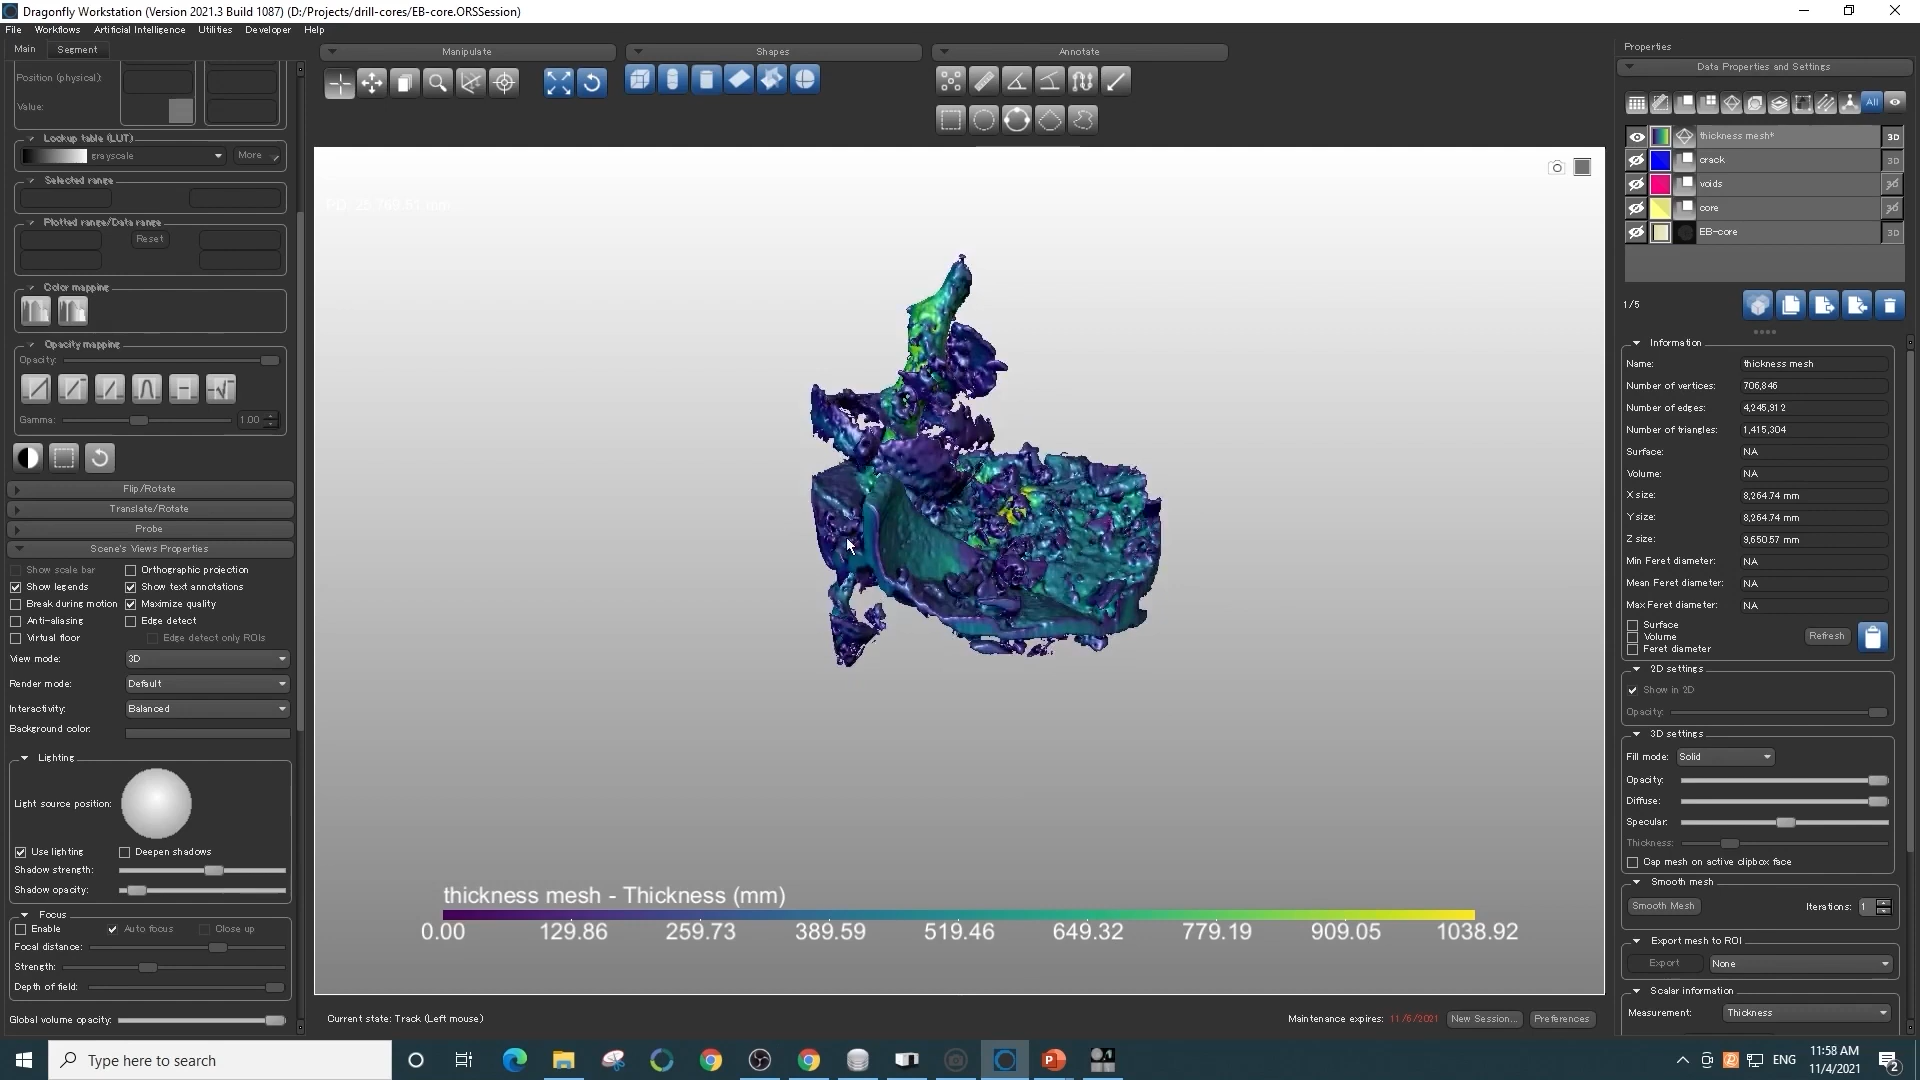 Dragonfly Workstation (Version 2021.3 Build 1087) (D:/Projects/drill-cores/EB-core.ORSSession)
File Workflows Artificial Intelligence Utilities Developer Help
Main Segment
Manipulate
Shapes
Annotate
Position (physical):
Value:
Lookup table (LUT)
grayscale
More
Selected range
Plotted range/Data range
Reset
Color mapping
Opacity mapping
Opacity:
Gamma:
1.00
Flip/Rotate
Translate/Rotate
Probe
Scene's Views Properties
Show scale bar Orthographic projection
Show legends Show text annotations
Break during motion Maximize quality
Anti-aliasing Edge detect
Virtual floor Edge detect only ROIs
View mode: 3D
Render mode: Default
Interactivity: Balanced
Background color:
Lighting
Light source position:
Use lighting Deepen shadows
Shadow strength:
Shadow opacity:
Focus
Enable Auto focus Close up
Focal distance:
Strength:
Depth of field:
Global volume opacity:
thickness mesh - Thickness (mm)
0.00 129.86 259.73 389.59 519.46 649.32 779.19 909.05 1038.92
Current state: Track (Left mouse)
Maintenance expires: 11/6/2021
New Session...
Preferences
Properties
Data Properties and Settings
All
thickness mesh* 3D
crack 3D
voids
core
EB-core 3D
1/5
Information
Name: thickness mesh
Number of vertices: 706,846
Number of edges: 4,245,912
Number of triangles: 1,415,304
Surface: NA
Volume: NA
X size: 8,264.74 mm
Y size: 8,264.74 mm
Z size: 9,650.57 mm
Min Feret diameter: NA
Mean Feret diameter: NA
Max Feret diameter: NA
Surface
Volume
Feret diameter
Refresh
2D settings
Show in 2D
Opacity:
3D settings
Fill mode: Solid
Opacity:
Diffuse:
Specular:
Thickness:
Cap mesh on active clipbox face
Smooth mesh
Smooth Mesh Iterations: 1
Export mesh to ROI
Export None
Scalar information
Measurement: Thickness
Type here to search
ENG
11:58 AM
11/4/2021
2